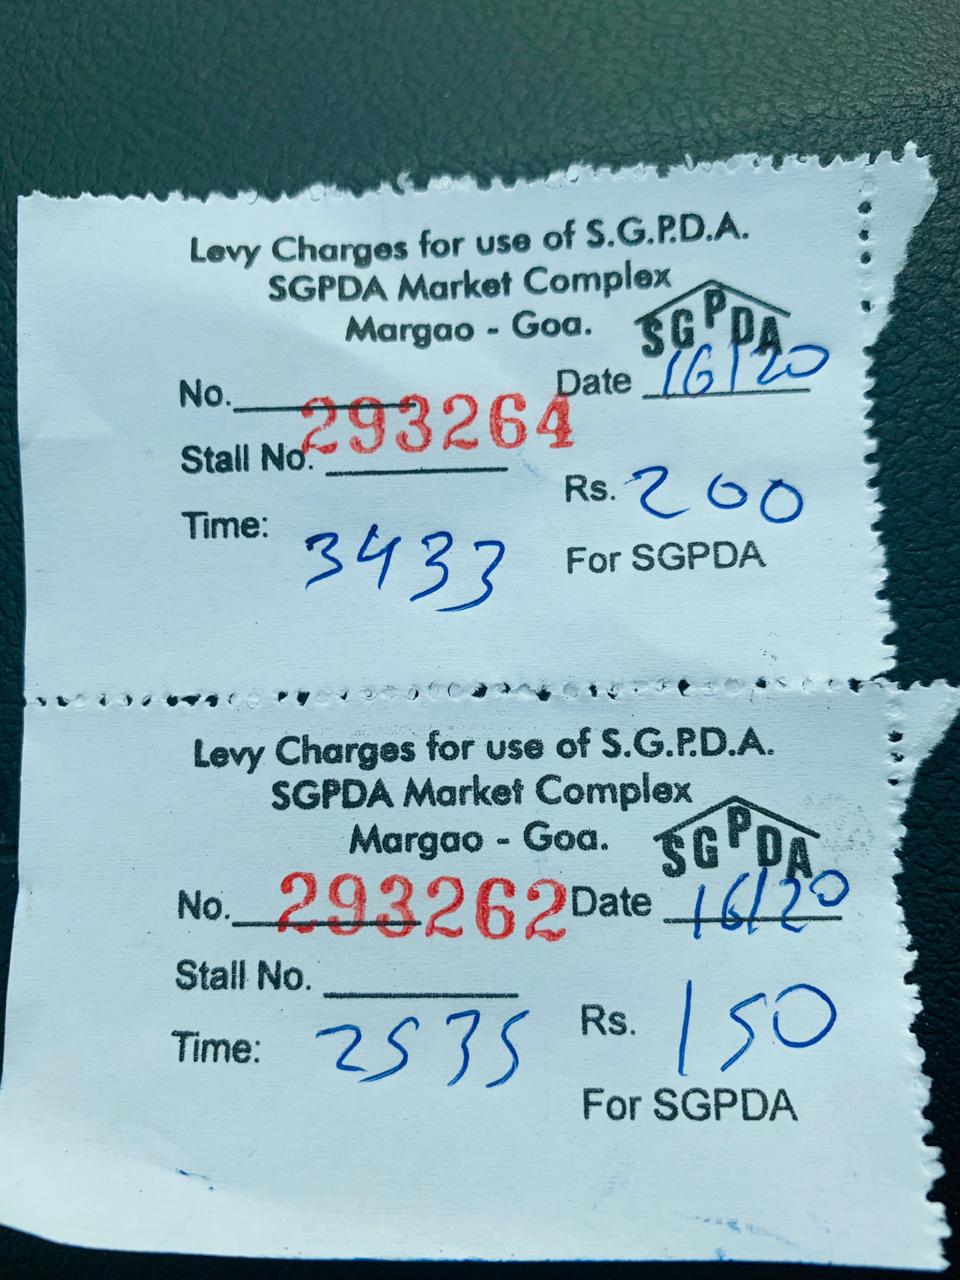 Levy Charges for use of S.G.P.D.A.
SGPDA Market Complex
Margao - Goa.
SGPDA
No. 293264 Date 16/20
Stall No.
Rs. 200
Time: 3433
For SGPDA
Levy Charges for use of S.G.P.D.A.
SGPDA Market Complex
Margao - Goa.
SGPDA
No. 293262 Date 16/20
Stall No.
Rs. 150
Time: 2535
For SGPDA